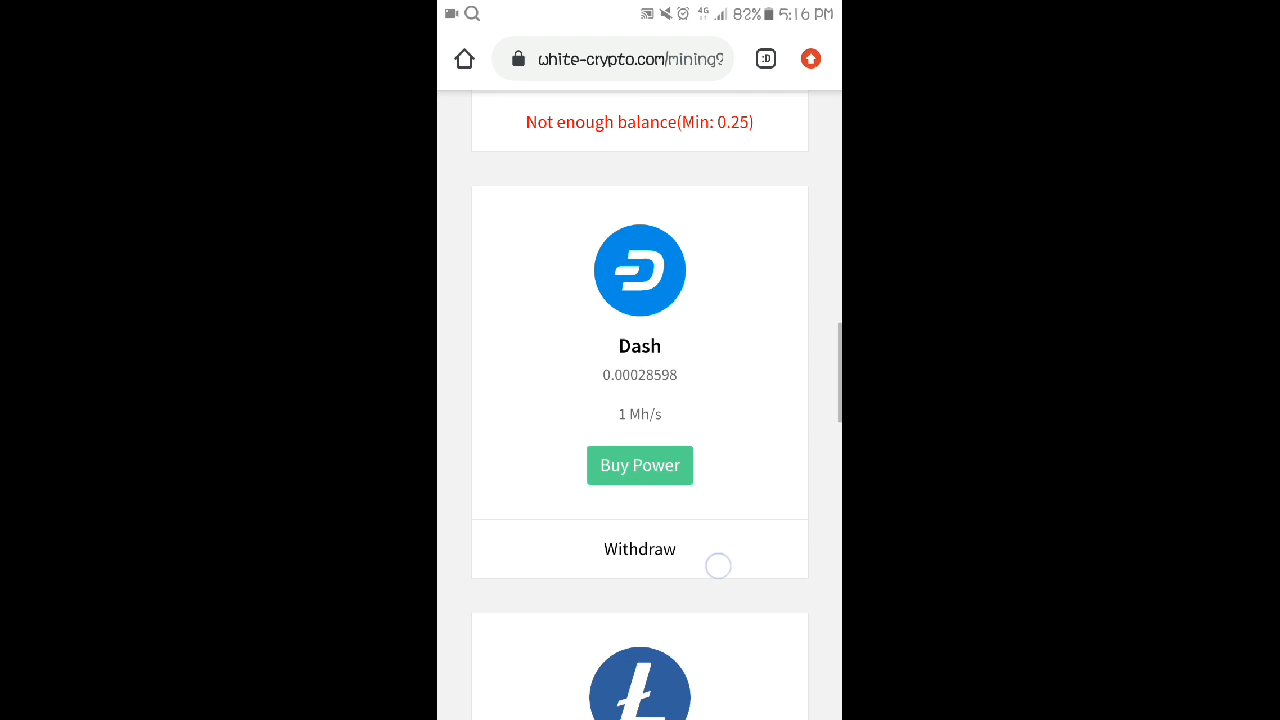 4G 82% 5:16 PM
white-crypto.com/mining
:D
Not enough balance(Min: 0.25)
Dash
0.00028598
1 Mh/s
Buy Power
Withdraw